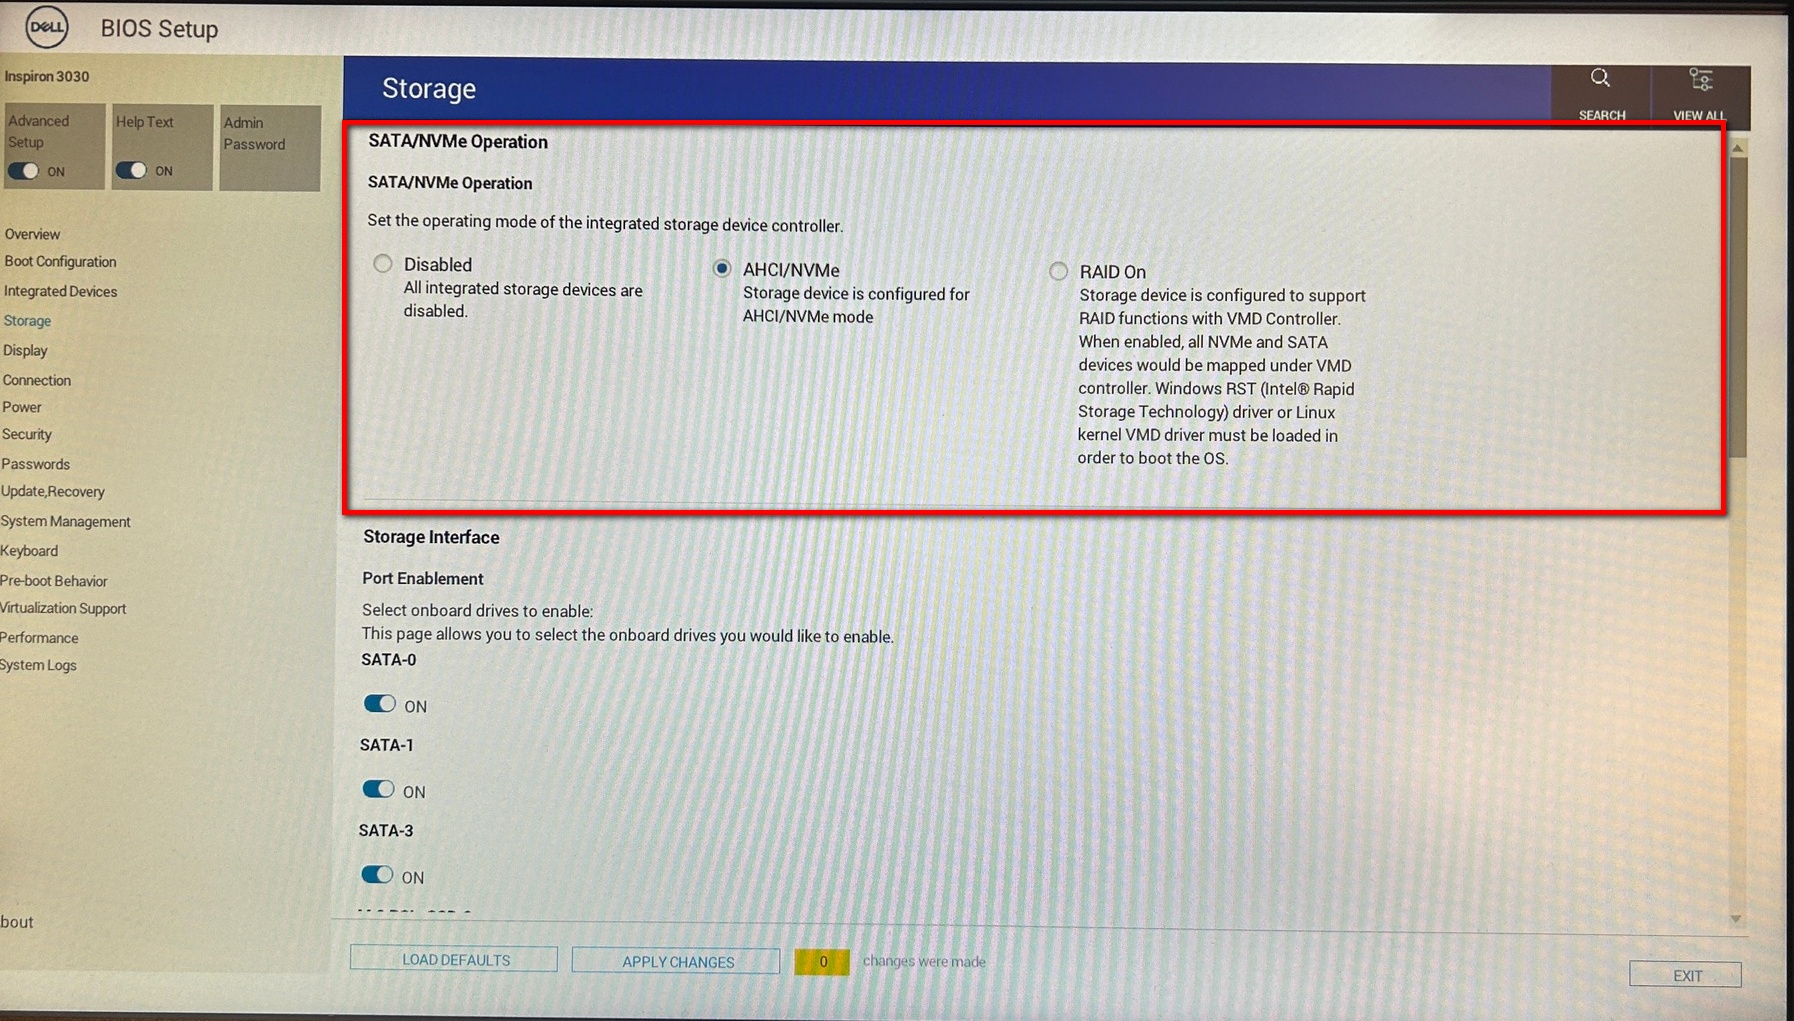 DELL
BIOS Setup
Inspiron 3030
Advanced
Setup
ON
Help Text
ON
Admin
Password
Overview
Boot Configuration
Integrated Devices
Storage
Display
Connection
Power
Security
Passwords
Update,Recovery
System Management
Keyboard
Pre-boot Behavior
Virtualization Support
Performance
System Logs
bout
Storage
SEARCH
VIEW ALL
SATA/NVMe Operation
SATA/NVMe Operation
Set the operating mode of the integrated storage device controller.
Disabled
All integrated storage devices are
disabled.
AHCI/NVMe
Storage device is configured for
AHCI/NVMe mode
RAID On
Storage device is configured to support
RAID functions with VMD Controller.
When enabled, all NVMe and SATA
devices would be mapped under VMD
controller. Windows RST (Intel® Rapid
Storage Technology) driver or Linux
kernel VMD driver must be loaded in
order to boot the OS.
Storage Interface
Port Enablement
Select onboard drives to enable:
This page allows you to select the onboard drives you would like to enable.
SATA-0
ON
SATA-1
ON
SATA-3
ON
LOAD DEFAULTS
APPLY CHANGES
0
changes were made
EXIT